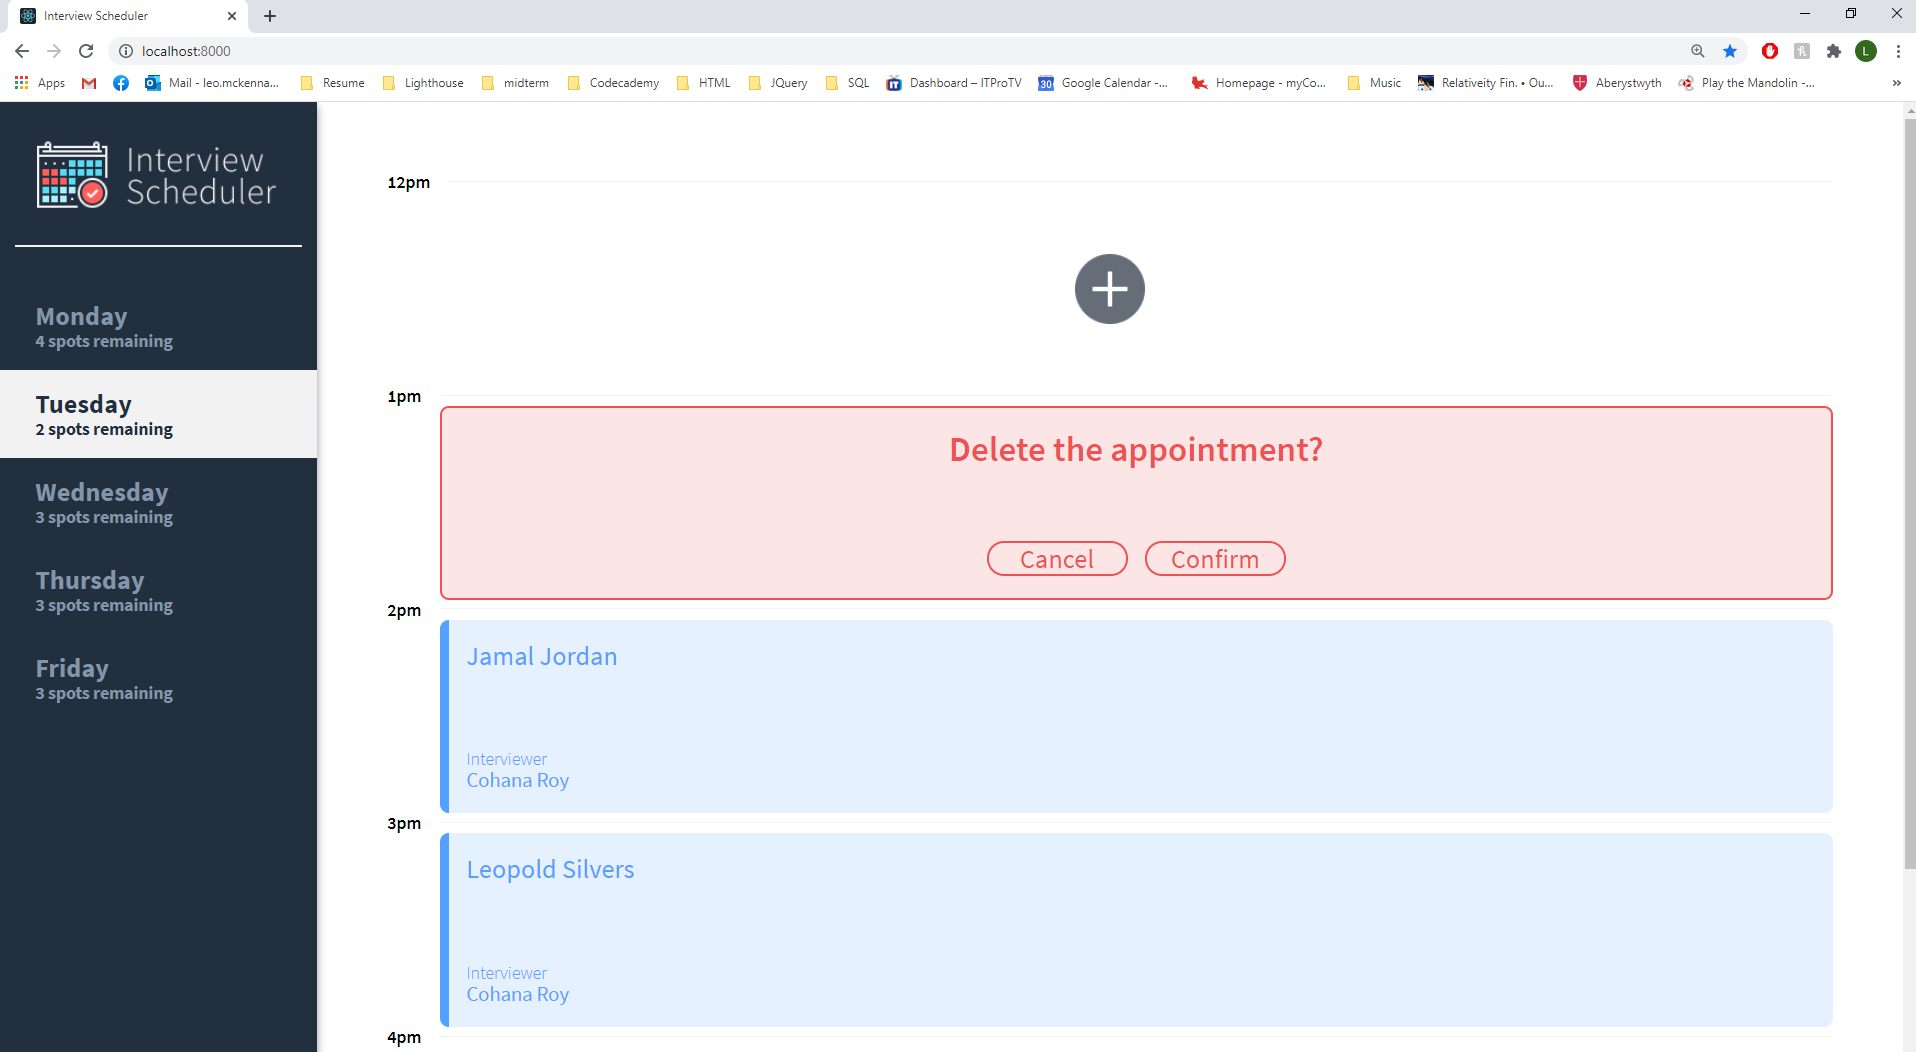 Interview Scheduler
localhost:8000
L
Apps
Mail - leo.mckenna...
Resume
Lighthouse
midterm
Codecademy
HTML
JQuery
SQL
IT
Dashboard – ITProTV
30
Google Calendar -...
Homepage - myCo...
Music
Relativeity Fin. • Ou...
Aberystwyth
Play the Mandolin -...
»
Interview
Scheduler
Monday
4 spots remaining
Tuesday
2 spots remaining
Wednesday
3 spots remaining
Thursday
3 spots remaining
Friday
3 spots remaining
12pm
1pm
Delete the appointment?
Cancel Confirm
2pm
Jamal Jordan
Interviewer
Cohana Roy
3pm
Leopold Silvers
Interviewer
Cohana Roy
4pm